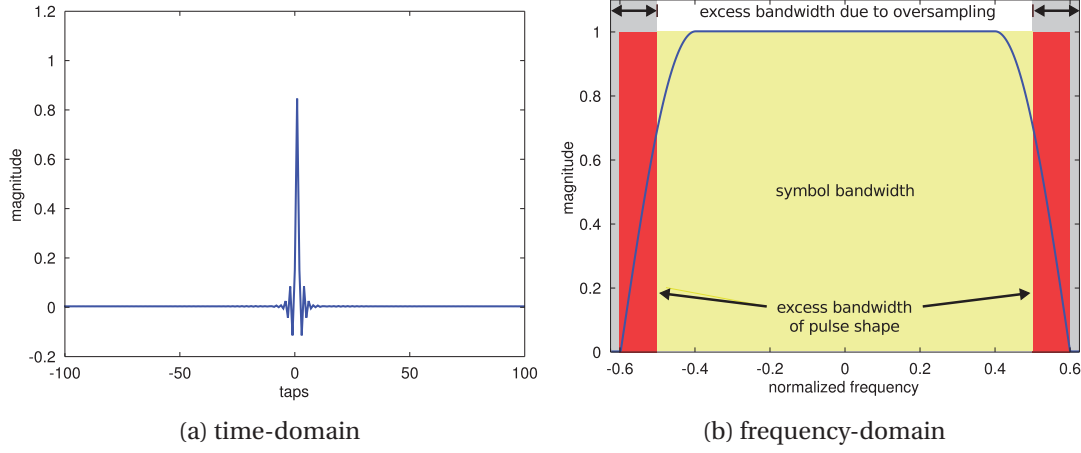 1.2
1
0.8
0.6
0.4
0.2
0
-0.2
magnitude
-100
-50
0
50
100
taps
(a) time-domain
excess bandwidth due to oversampling
1
0.8
0.6
0.4
0.2
0
magnitude
symbol bandwidth
excess bandwidth
of pulse shape
-0.6
-0.4
-0.2
0
0.2
0.4
0.6
normalized frequency
(b) frequency-domain